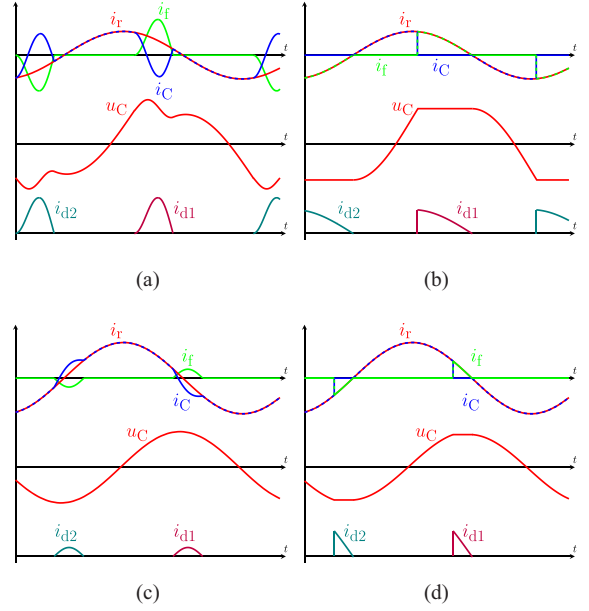 i_r i_f t
i_C
u_C
t
i_d2 i_d1
t
(a)
i_r t
i_f i_C
u_C
t
i_d2 i_d1
t
(b)
i_r
i_f t
i_C
u_C
t
i_d2 i_d1
t
(c)
i_r
i_f t
i_C
u_C
t
i_d2 i_d1
t
(d)